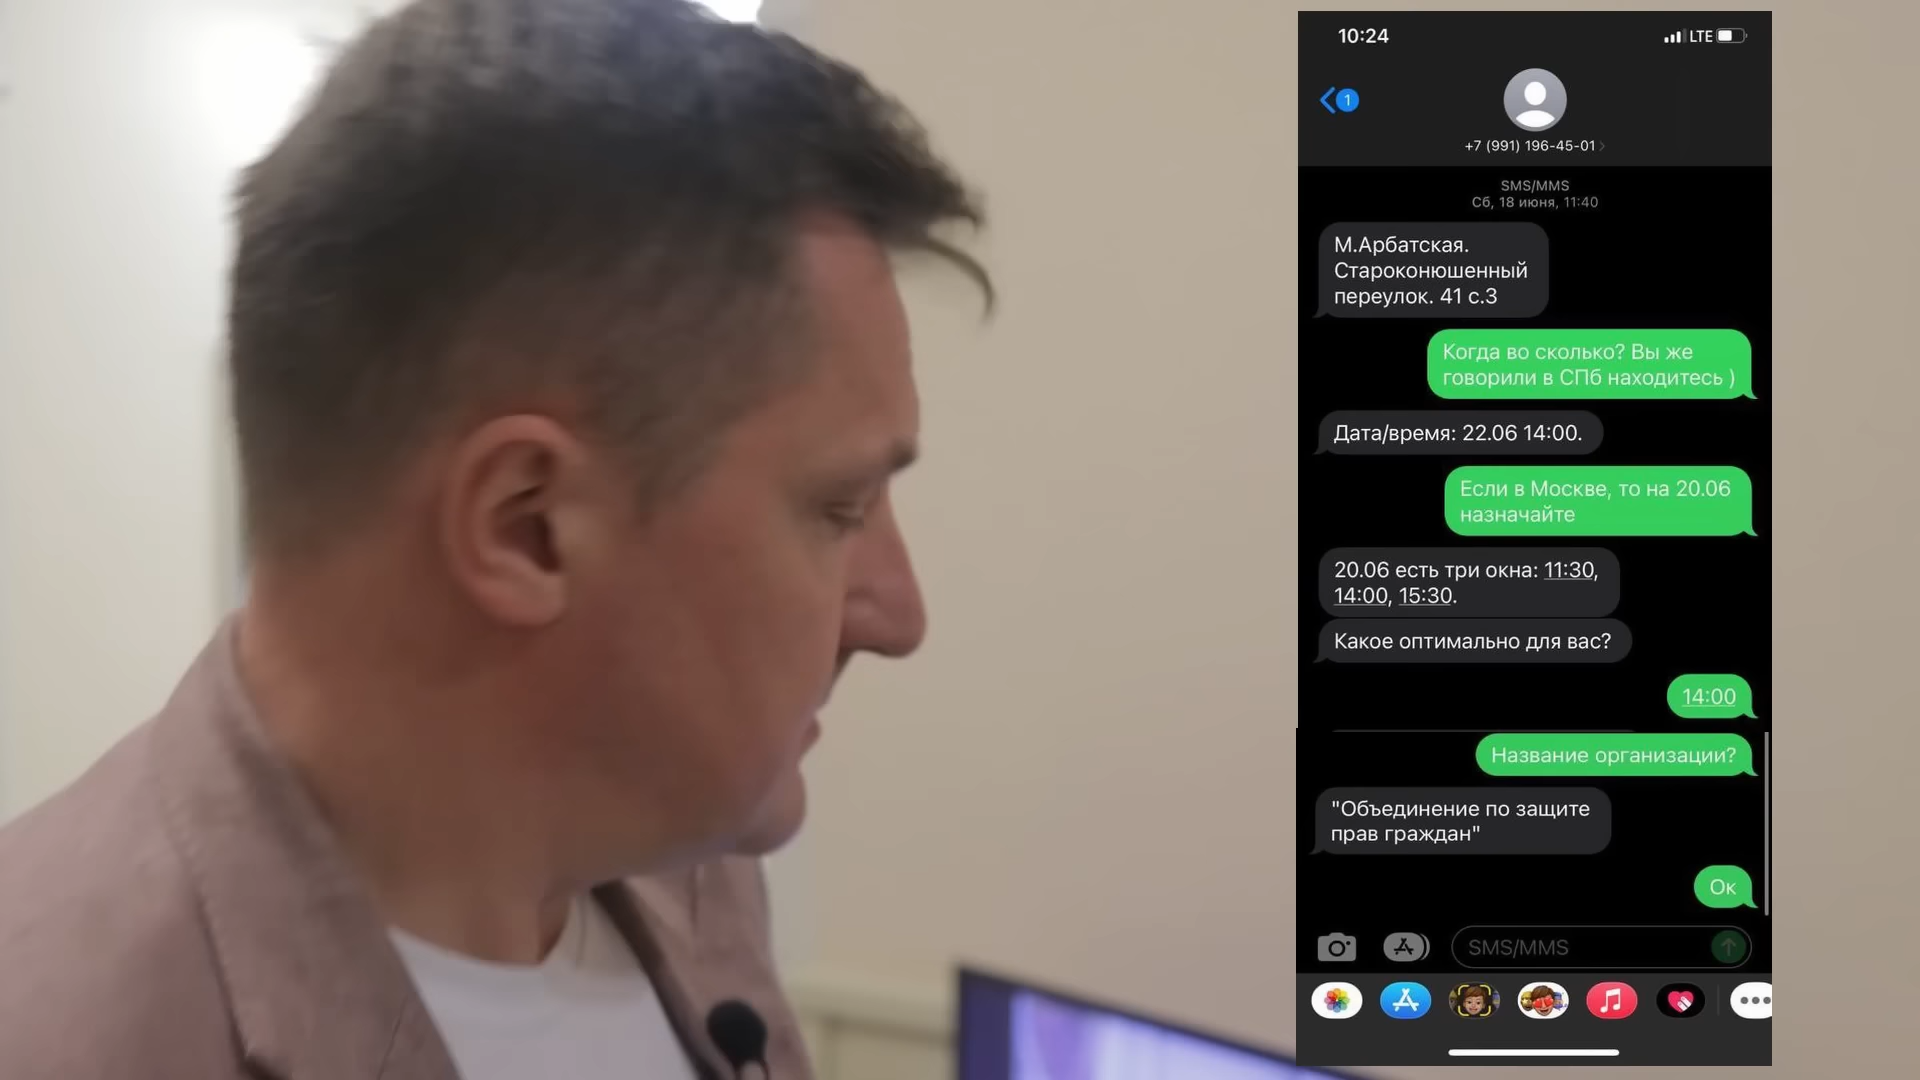 10:24
LTE
1
+7 (991) 196-45-01
SMS/MMS
Сб, 18 июня, 11:40
М.Арбатская.
Староконюшенный
переулок. 41 с.3
Когда во сколько? Вы же
говорили в СПб находитесь )
Дата/время: 22.06 14:00.
Если в Москве, то на 20.06
назначайте
20.06 есть три окна: 11:30,
14:00, 15:30.
Какое оптимально для вас?
14:00
Название организации?
"Объединение по защите
прав граждан"
Ок
SMS/MMS